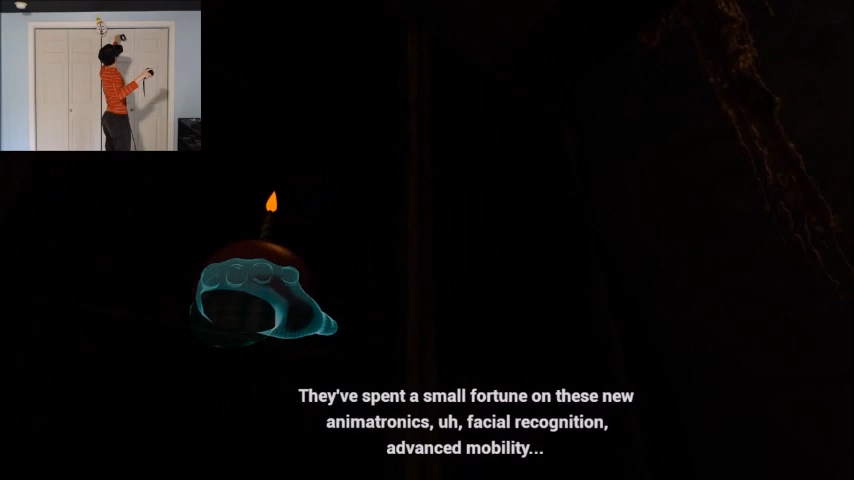 They've spent a small fortune on these new
animatronics, uh, facial recognition,
advanced mobility...